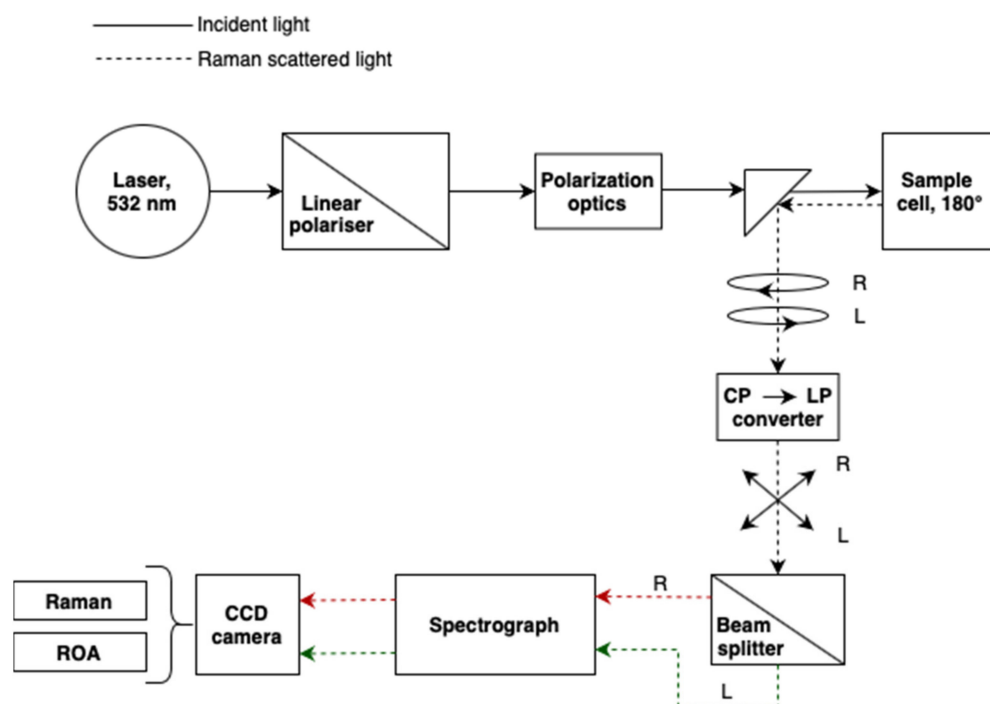 Incident light
Raman scattered light
Laser,
532 nm
Linear
polariser
Polarization
optics
Sample
cell, 180°
R
L
CP → LP
converter
R
L
R
Beam
splitter
L
Spectrograph
CCD
camera
Raman
ROA